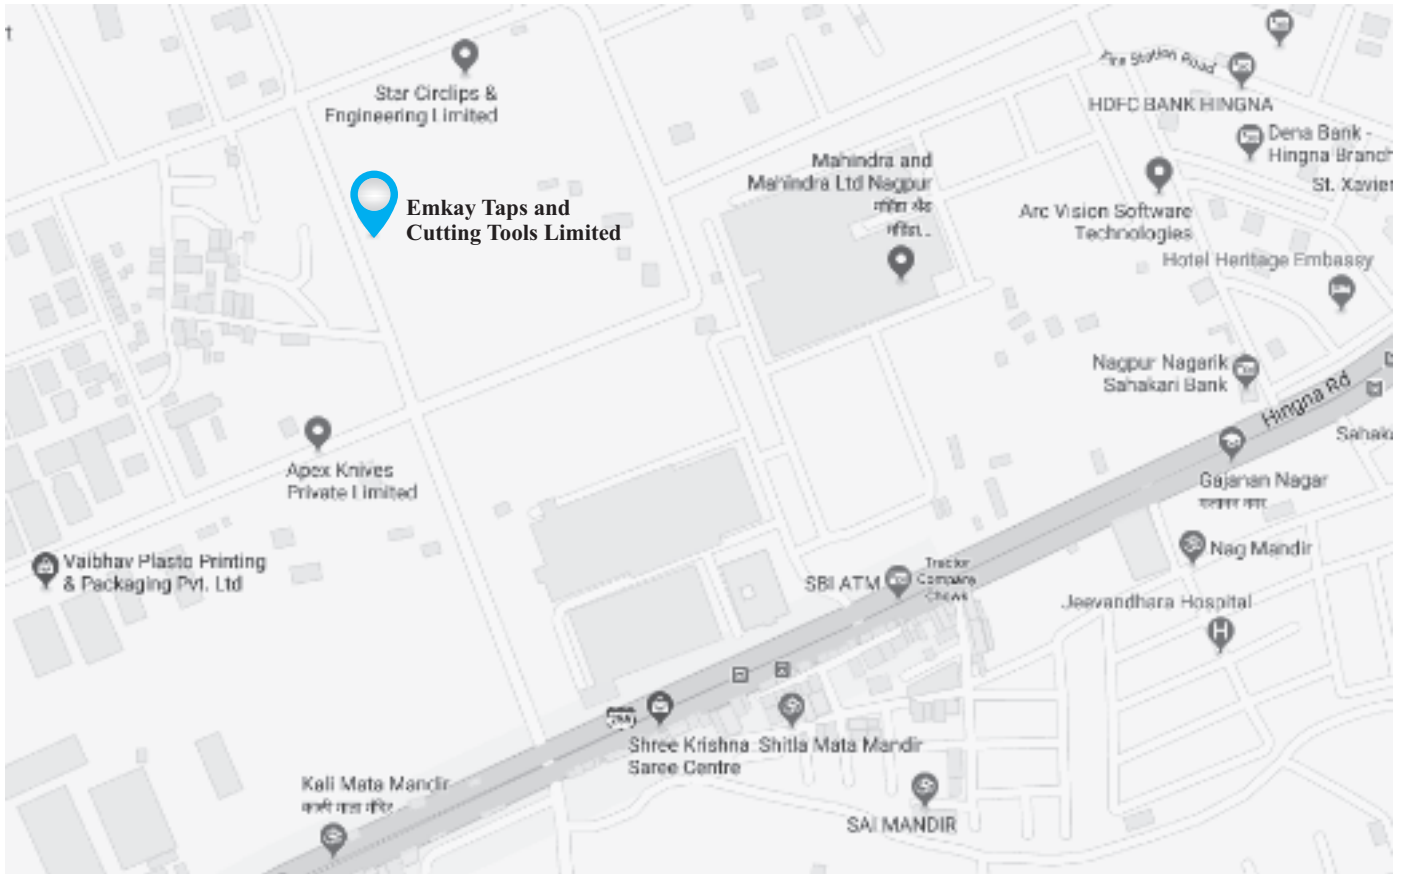 Star Circlips &
Engineering Limited
Emkay Taps and
Cutting Tools Limited
Mahindra and
Mahindra Ltd Nagpur
Fire Station Road
HDFC BANK HINGNA
Dena Bank -
Hingna Branch
St. Xavier
Arc Vision Software
Technologies
Hotel Heritage Embassy
Nagpur Nagarik
Sahakari Bank
Hingna Rd
Gajanan Nagar
गजानन नगर
Apex Knives
Private Limited
Vaibhav Plasto Printing
& Packaging Pvt. Ltd
Nag Mandir
SBI ATM
Tractor
Company
Chowk
Jeevandhara Hospital
Shree Krishna
Saree Centre
Shitla Mata Mandir
Kali Mata Mandir
काली माता मंदिर
SAI MANDIR